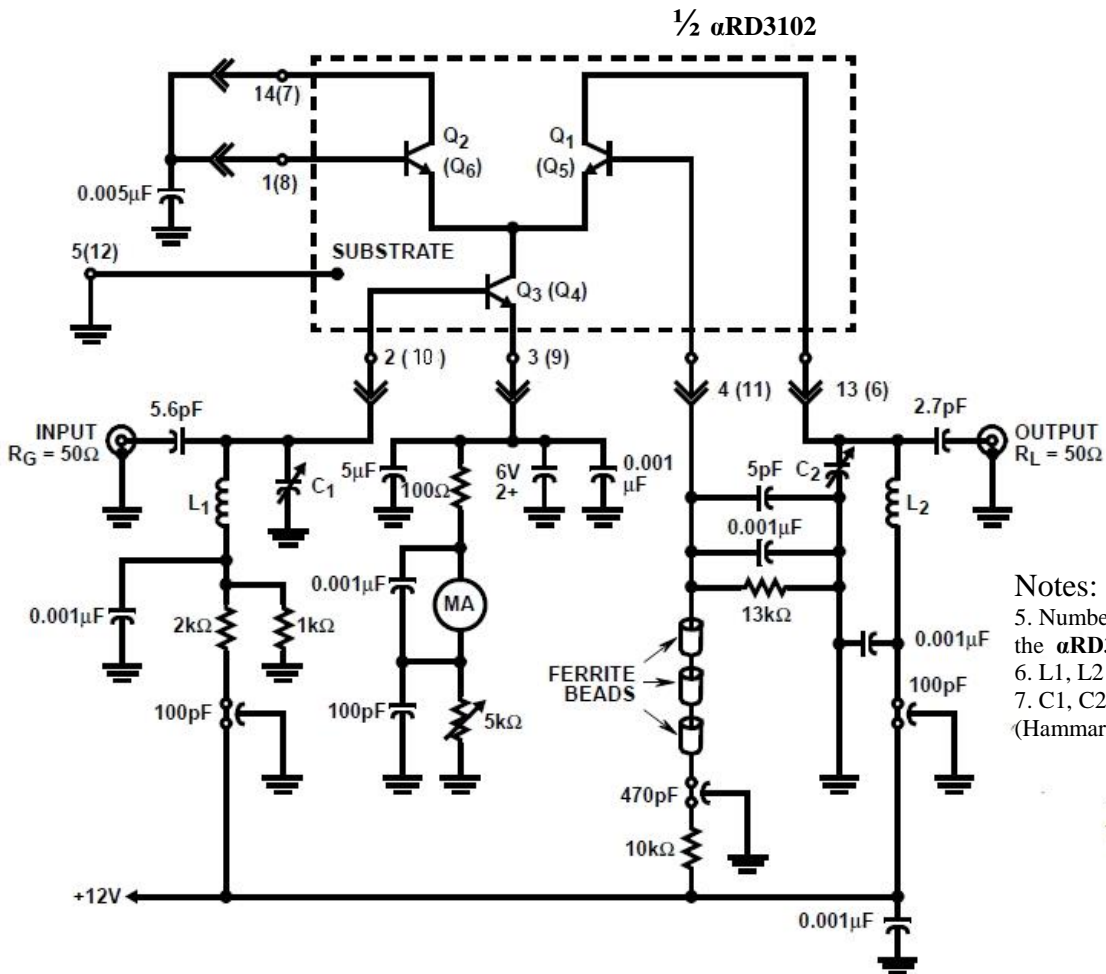 ½ αRD3102
14(7)
Q2
(Q6)
Q1
(Q5)
1(8)
0.005µF
5(12)
SUBSTRATE
Q3 (Q4)
2 (10)
3 (9)
4 (11)
13 (6)
5.6pF
2.7pF
INPUT
RG = 50Ω
OUTPUT
RL = 50Ω
C1
L1
5µF
100Ω
6V
2+
0.001
µF
5pF
C2
L2
0.001µF
0.001µF
2kΩ
1kΩ
0.001µF
MA
13kΩ
0.001µF
Notes:
5. Numbe
the αRD3
6. L1, L2
7. C1, C2
(Hammar
FERRITE
BEADS
100pF
100pF
5kΩ
100pF
470pF
10kΩ
+12V
0.001µF